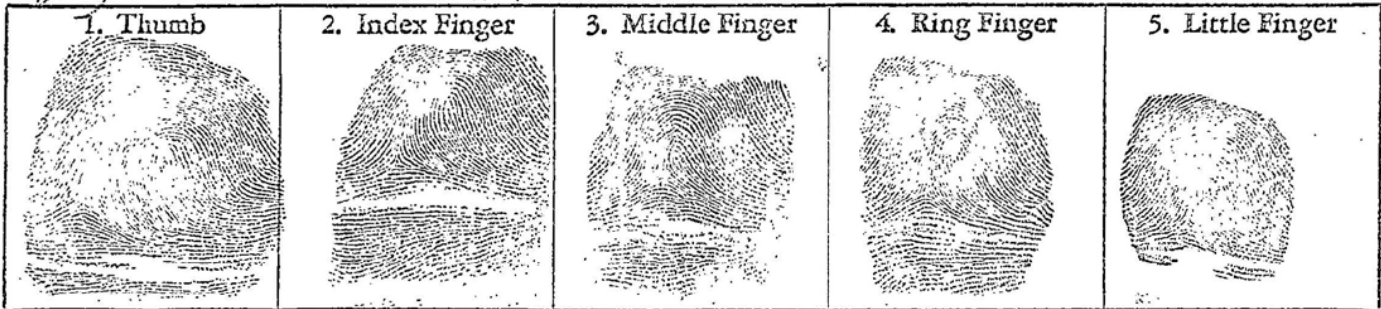 1. Thumb
2. Index Finger
3. Middle Finger
4. Ring Finger
5. Little Finger